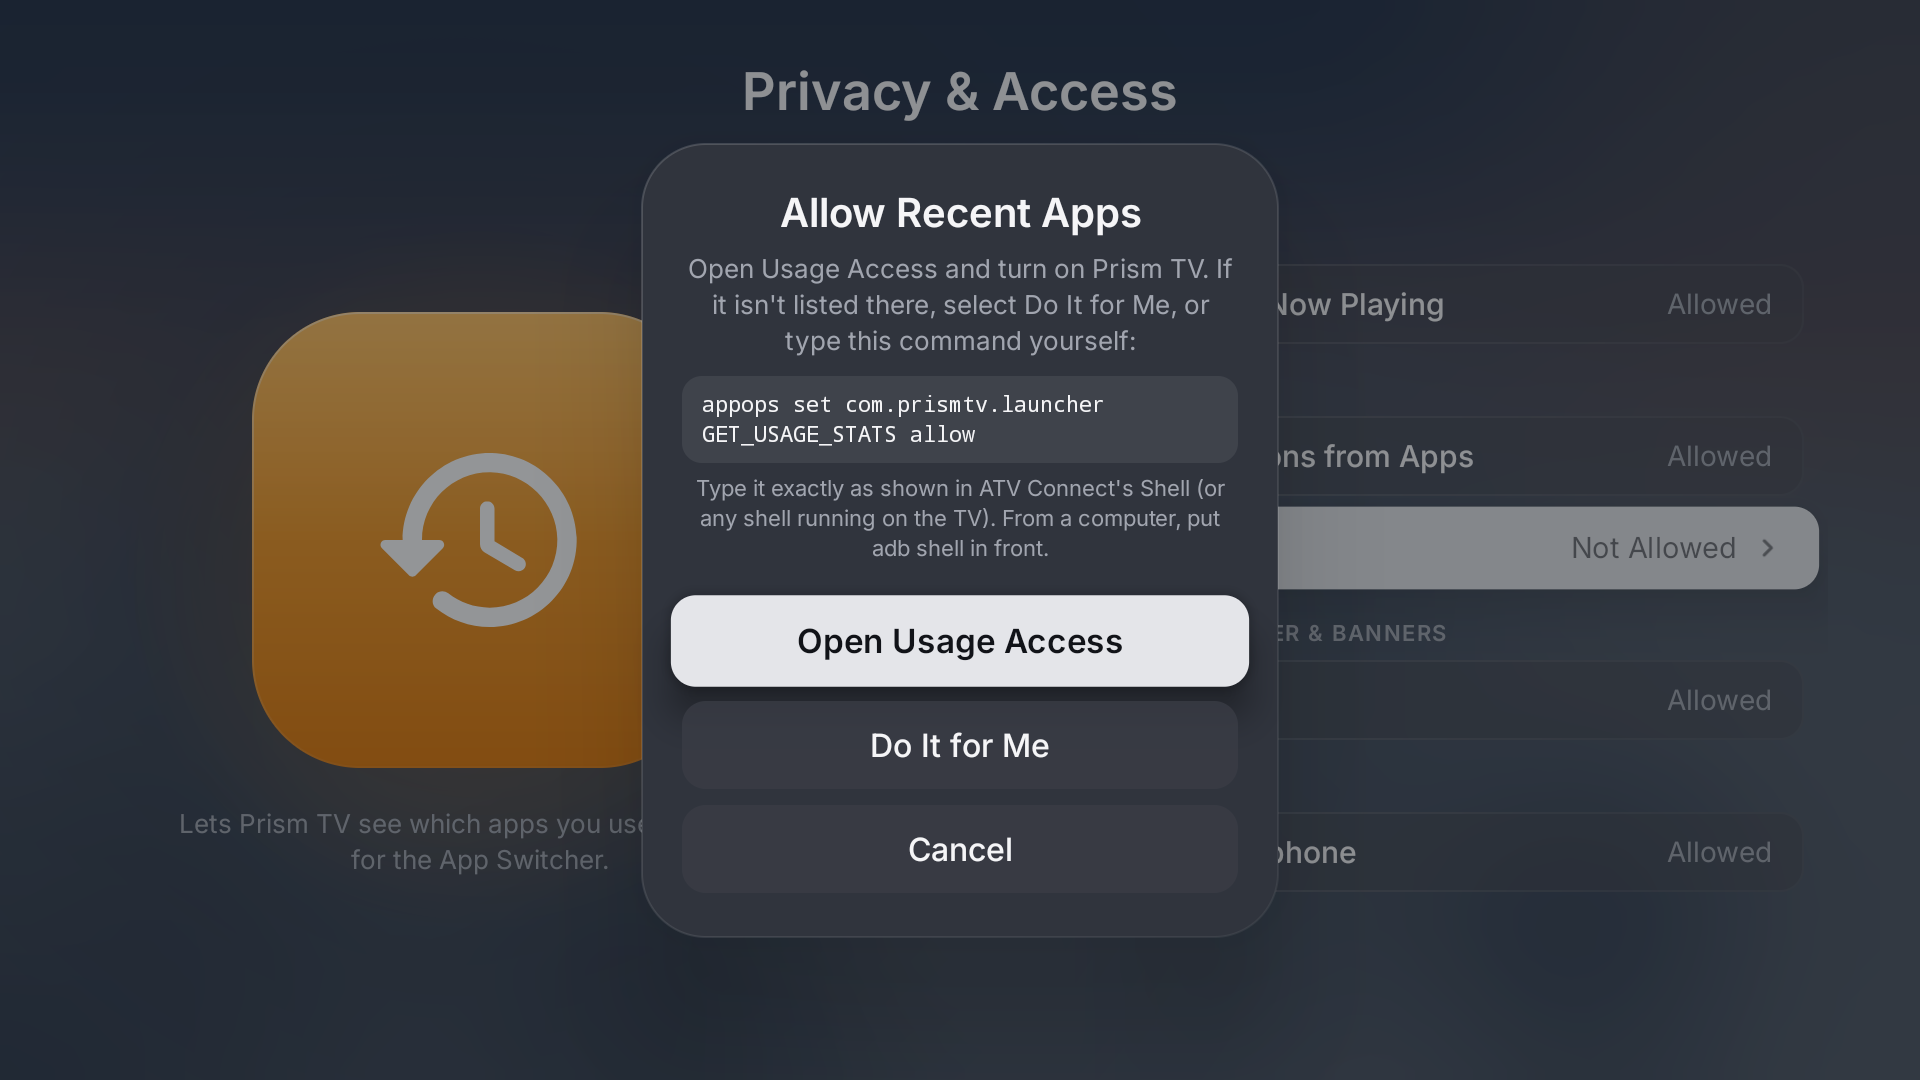 Privacy & Access
Allow Recent Apps
Open Usage Access and turn on Prism TV. If
it isn't listed there, select Do It for Me, or
type this command yourself:
appops set com.prismtv.launcher
GET_USAGE_STATS allow
Type it exactly as shown in ATV Connect's Shell (or
any shell running on the TV). From a computer, put
adb shell in front.
Open Usage Access
Do It for Me
Cancel
Lets Prism TV see which apps you use
for the App Switcher.
Now Playing
Allowed
from Apps
Allowed
Not Allowed
& BANNERS
Allowed
Allowed